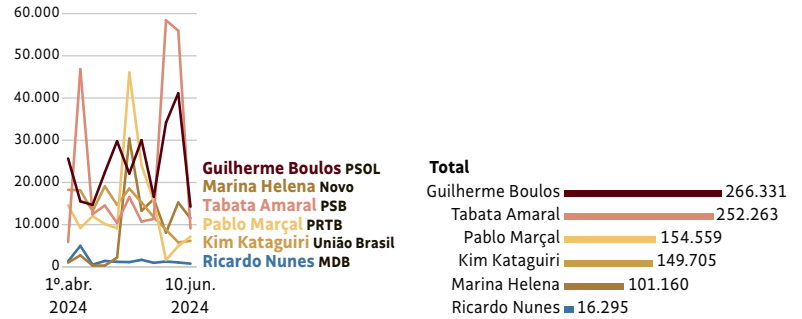 60.000
50.000
40.000
30.000
20.000
10.000
0
1º.abr.
2024
10.jun.
2024
Guilherme Boulos PSOL
Marina Helena Novo
Tabata Amaral PSB
Pablo Marçal PRTB
Kim Kataguiri União Brasil
Ricardo Nunes MDB
Total
Guilherme Boulos 266.331
Tabata Amaral 252.263
Pablo Marçal 154.559
Kim Kataguiri 149.705
Marina Helena 101.160
Ricardo Nunes 16.295